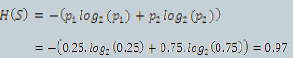 H(S) = −(p₁ log₂(p₁) + p₂ log₂(p₂))
= −(0.25. log₂(0.25) + 0.75. log₂(0.75)) = 0.97